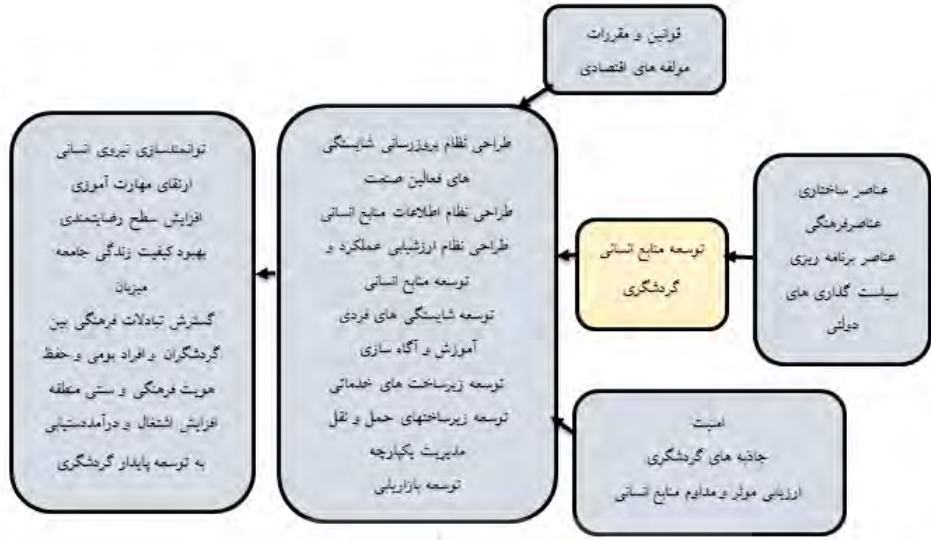 قوانین و مقررات
مولفه های اقتصادی
عناصر ساختاری
عناصرفرهنگی
عناصر برنامه ریزی
سیاست گذاری های
دولتی
توسعه منابع انسانی
گردشگری
امنیت
جاذبه های گردشگری
ارزیابی موثر و مداوم منابع انسانی
طراحی نظام بروزرسانی شایستگی
های فعالین صنعت
طراحی نظام اطلاعات منابع انسانی
طراحی نظام ارزشیابی عملکرد و
توسعه منابع انسانی
توسعه شایستگی های فردی
آموزش و آگاه سازی
توسعه زیرساخت های خدماتی
توسعه زیرساختهای حمل و نقل
مدیریت یکپارچه
توسعه بازاریابی
توانمندسازی نیروی انسانی
ارتقای مهارت آموزی
افزایش سطح رضایتمندی
بهبود کیفیت زندگی جامعه
میزبان
گسترش تبادلات فرهنگی بین
گردشگران و افراد بومی و حفظ
هویت فرهنگی و سنتی منطقه
افزایش اشتغال و درآمددستیابی
به توسعه پایدار گردشگری